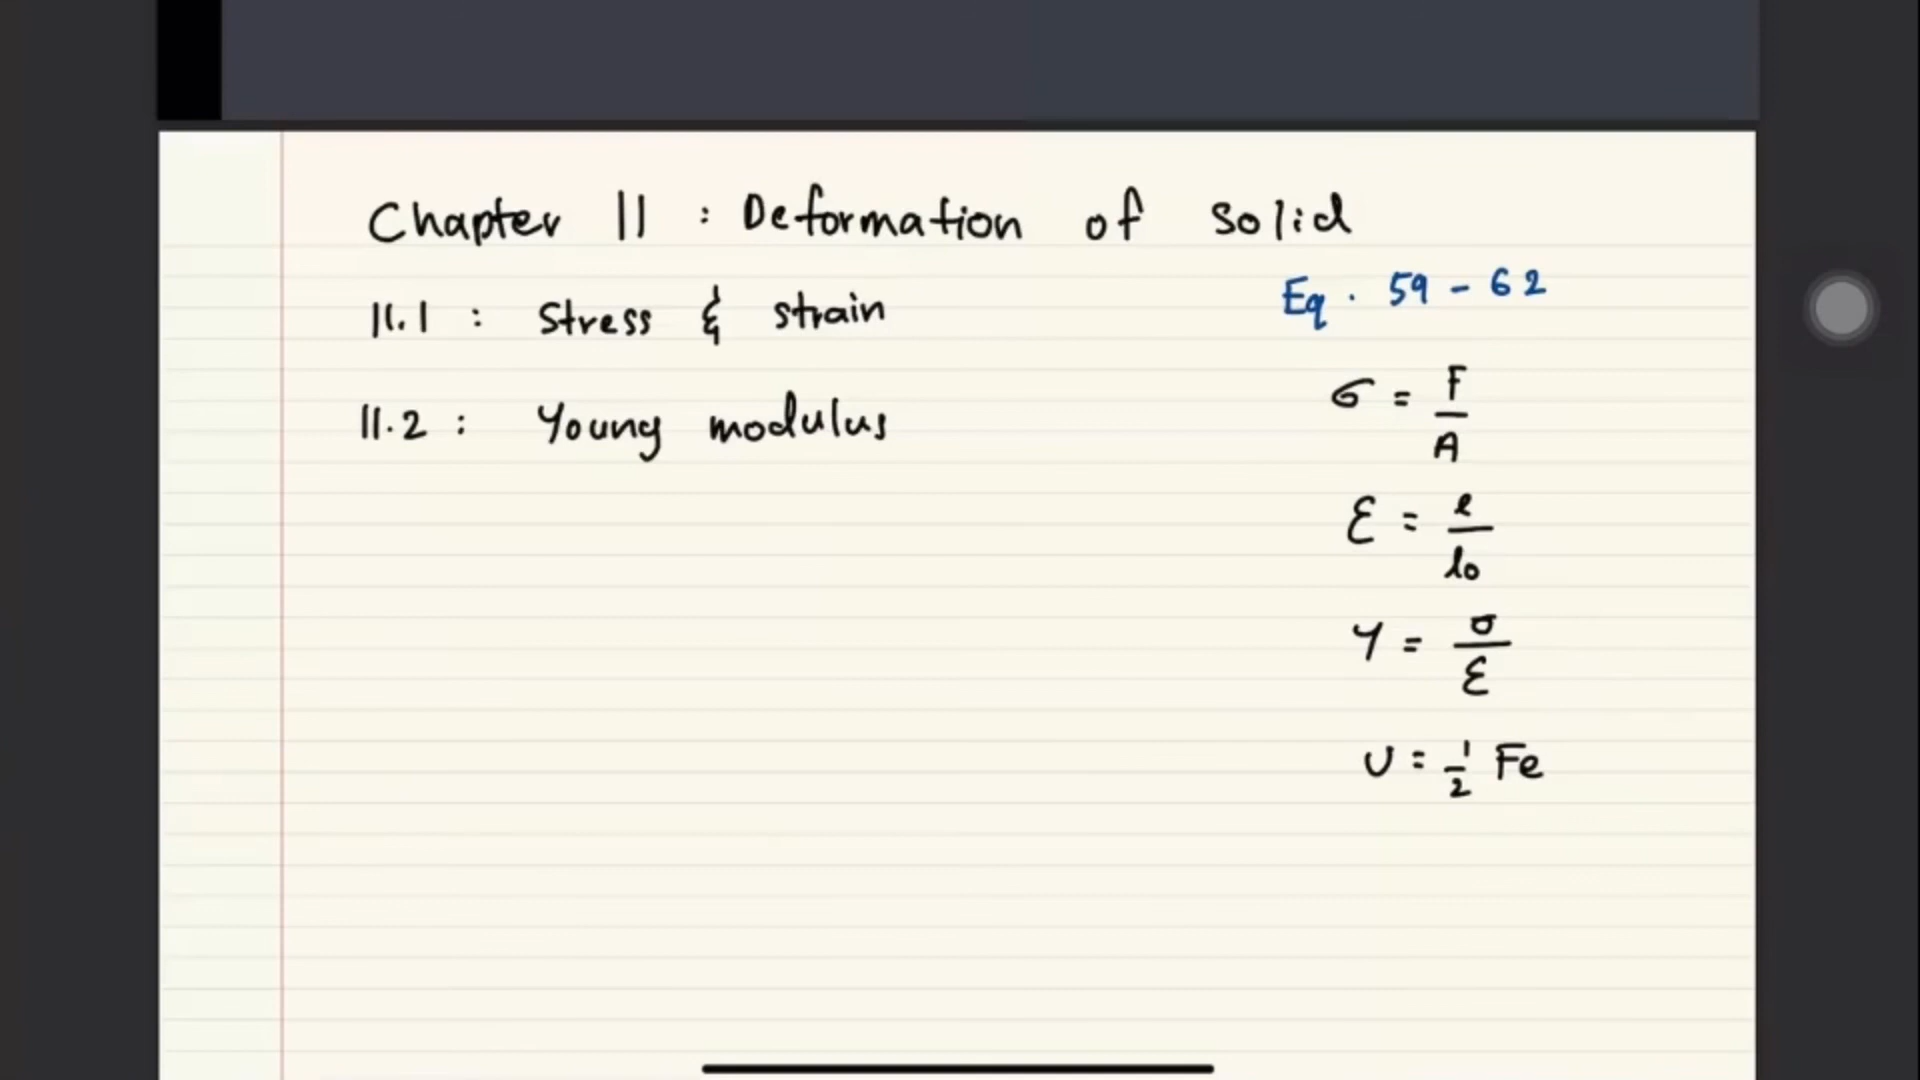 Chapter 11 : Deformation of solid
Eq. 59 - 62
11.1 : Stress & strain
σ = F/A
11.2 : Young modulus
ε = e/lo
Y = σ/ε
U = 1/2 Fe